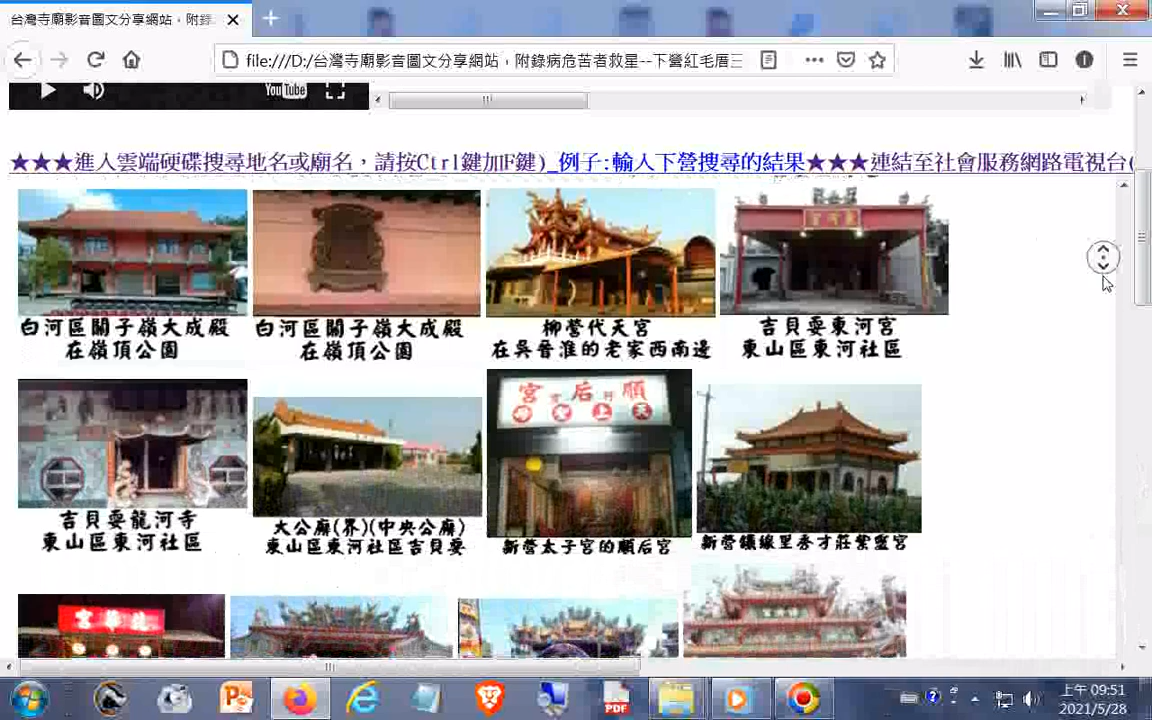 台灣寺廟影音圖文分享網站，附錄
file:///D:/台灣寺廟影音圖文分享網站，附錄病危苦者救星--下營紅毛厝三
YouTube
★★★進入雲端硬碟搜尋地名或廟名，請按Ctrl鍵加F鍵)_例子:輸入下營搜尋的結果★★★連結至社會服務網路電視台(
東河宮
白河區關子嶺大成殿
在嶺頂公園
白河區關子嶺大成殿
在嶺頂公園
柳營代天宮
在吳晉淮的老家西南邊
吉貝耍東河宮
東山區東河社區
宮后順
吉貝耍龍河寺
東山區東河社區
大公廟(界)(中央公廟)
東山區東河社區吉貝耍
新營太子宮的順后宮
新營鐵線里秀才莊紫靈宮
PDF
上午 09:51
2021/5/28